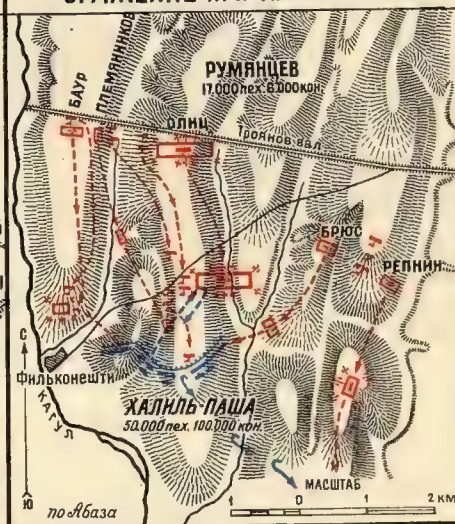 БАУР
ПЛЕМЯННИКОВ
РУМЯНЦЕВ
17.000 пех. 6.000 кон.
ОЛИЦ
Троянов вал
БРЮС
РЕПНИН
С
Фильконешти
КАГУЛ
ХАЛИЛЬ-ПАША
50.000 пех. 100.000 кон.
Ю
по Абаза
МАСШТАБ
1 0 1 2 км